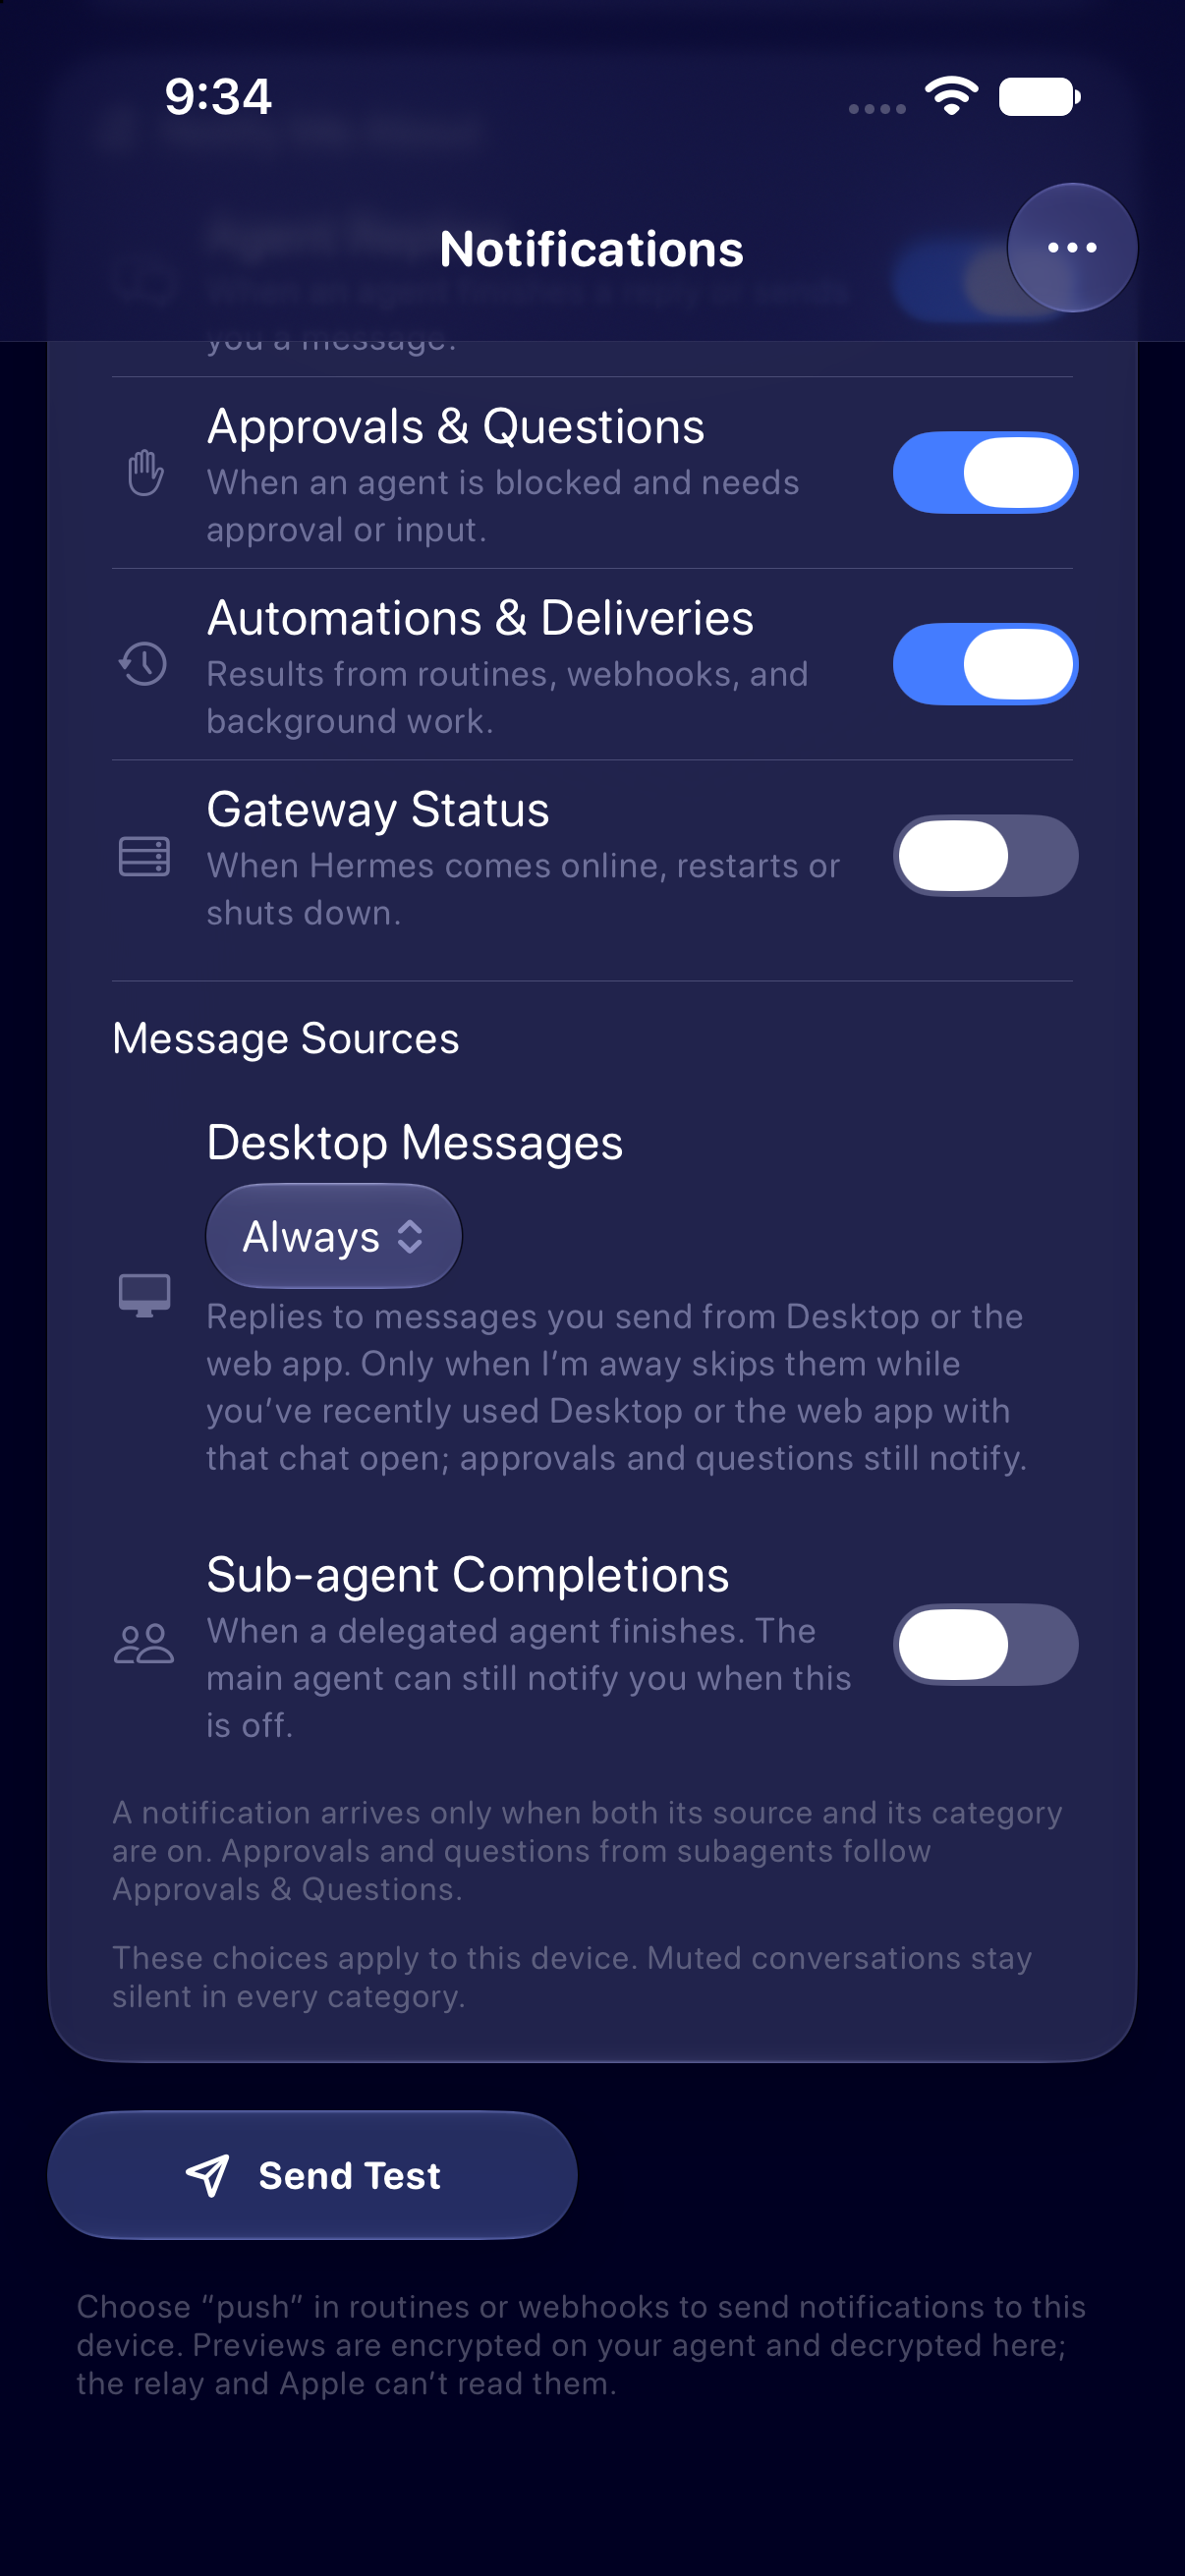 9:34
Notifications
you a message.
Approvals & Questions
When an agent is blocked and needs
approval or input.
Automations & Deliveries
Results from routines, webhooks, and
background work.
Gateway Status
When Hermes comes online, restarts or
shuts down.
Message Sources
Desktop Messages
Always
Replies to messages you send from Desktop or the
web app. Only when I’m away skips them while
you’ve recently used Desktop or the web app with
that chat open; approvals and questions still notify.
Sub-agent Completions
When a delegated agent finishes. The
main agent can still notify you when this
is off.
A notification arrives only when both its source and its category
are on. Approvals and questions from subagents follow
Approvals & Questions.
These choices apply to this device. Muted conversations stay
silent in every category.
Send Test
Choose “push” in routines or webhooks to send notifications to this
device. Previews are encrypted on your agent and decrypted here;
the relay and Apple can’t read them.